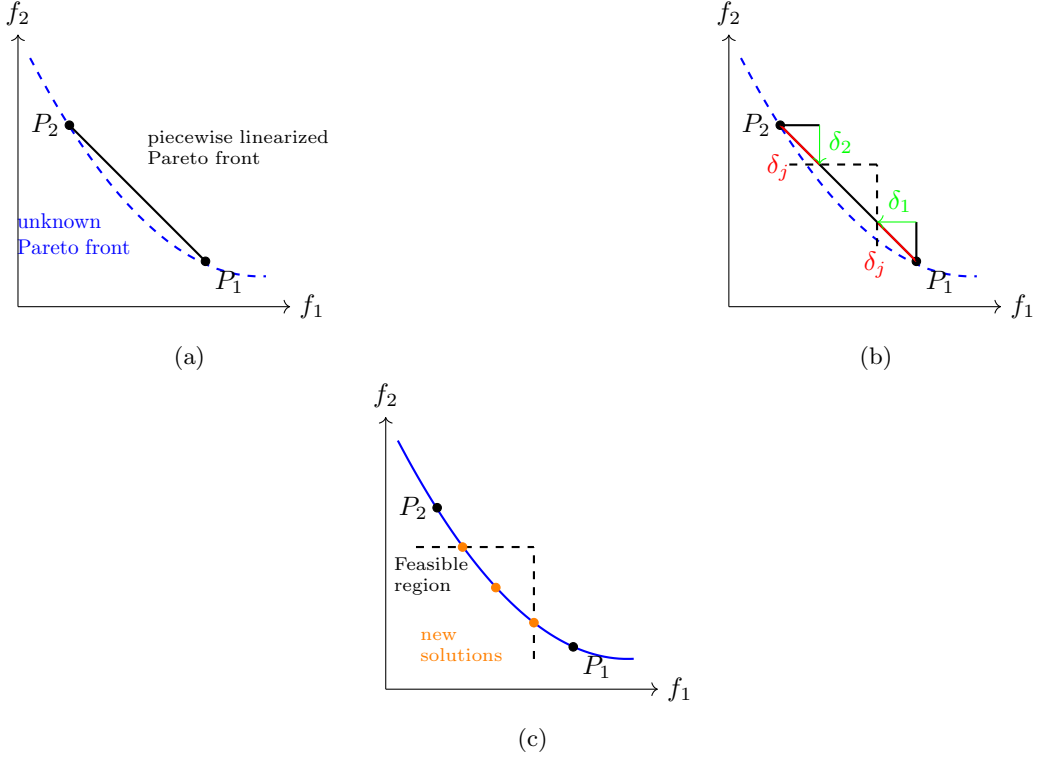 f₂
P₂
piecewise linearized
Pareto front
unknown
Pareto front
P₁
f₁
(a)
f₂
P₂
δ₂
δⱼ
δ₁
δⱼ
P₁
f₁
(b)
f₂
P₂
Feasible
region
new
solutions
P₁
f₁
(c)